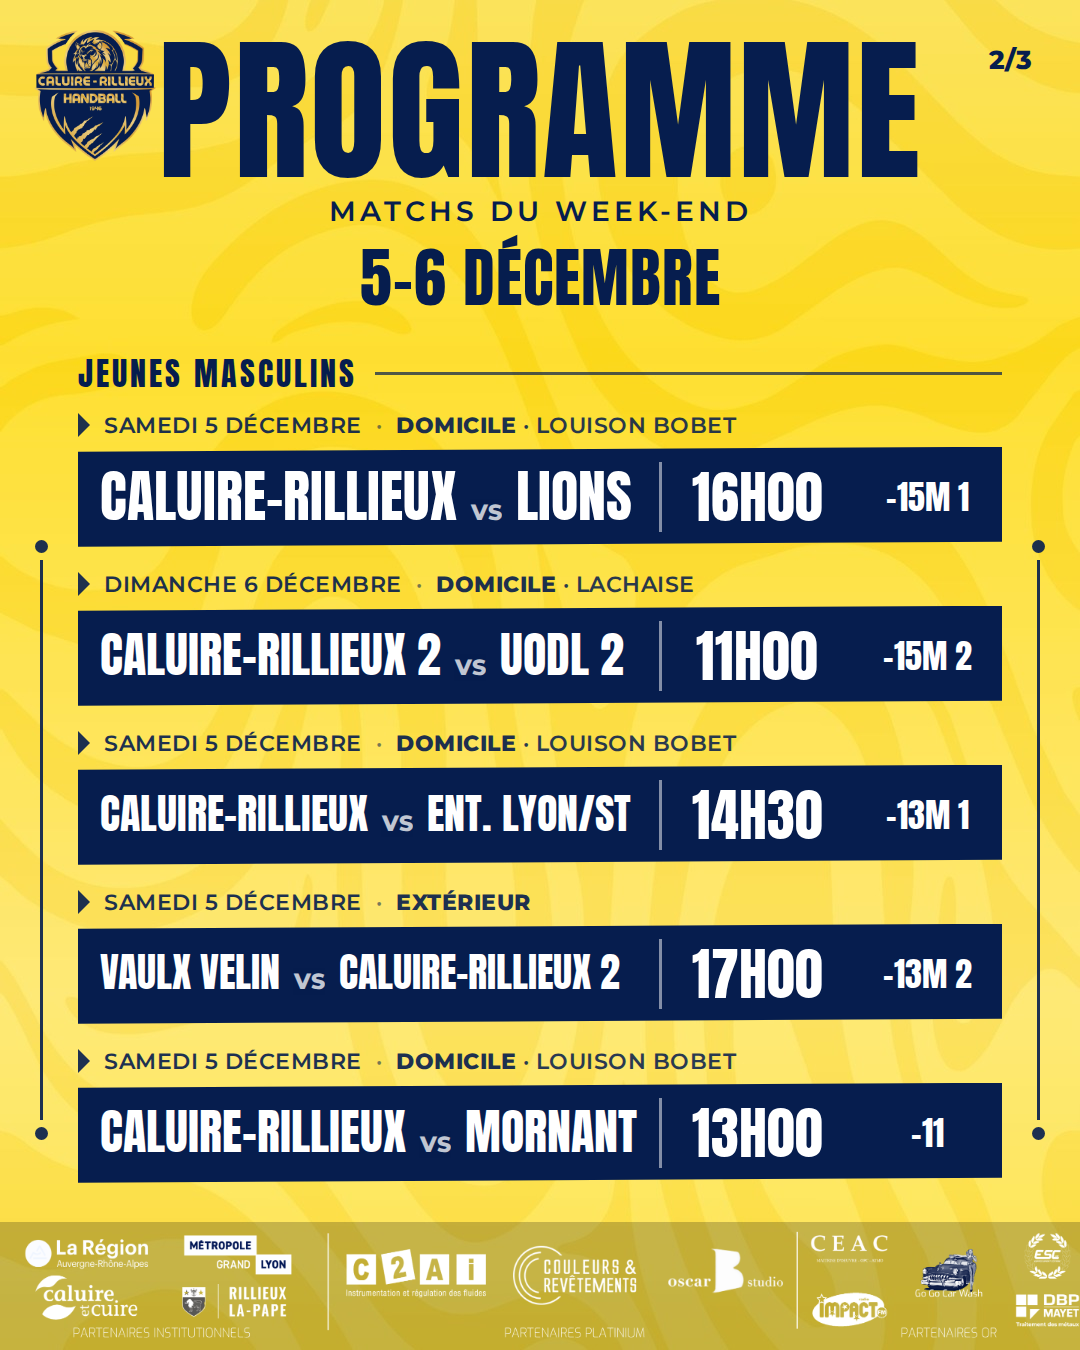 CALUIRE-RILLIEUX
HANDBALL
1946
PROGRAMME
2/3
MATCHS DU WEEK-END
5-6 DÉCEMBRE
JEUNES MASCULINS
SAMEDI 5 DÉCEMBRE · DOMICILE · LOUISON BOBET
CALUIRE-RILLIEUX vs LIONS 16H00 -15M 1
DIMANCHE 6 DÉCEMBRE · DOMICILE · LACHAISE
CALUIRE-RILLIEUX 2 vs UODL 2 11H00 -15M 2
SAMEDI 5 DÉCEMBRE · DOMICILE · LOUISON BOBET
CALUIRE-RILLIEUX vs ENT. LYON/ST 14H30 -13M 1
SAMEDI 5 DÉCEMBRE · EXTÉRIEUR
VAULX VELIN vs CALUIRE-RILLIEUX 2 17H00 -13M 2
SAMEDI 5 DÉCEMBRE · DOMICILE · LOUISON BOBET
CALUIRE-RILLIEUX vs MORNANT 13H00 -11
La Région
Auvergne-Rhône-Alpes
MÉTROPOLE
GRAND LYON
caluire
et cuire
RILLIEUX
LA-PAPE
PARTENAIRES INSTITUTIONNELS
C2Ai
Instrumentation et régulation des fluides
COULEURS &
REVÊTEMENTS
oscar B studio
PARTENAIRES PLATINIUM
CEAC
IMPACT FM
Go Go Car Wash
ESC
DBP
MAYET
Traitement des métaux
PARTENAIRES OR